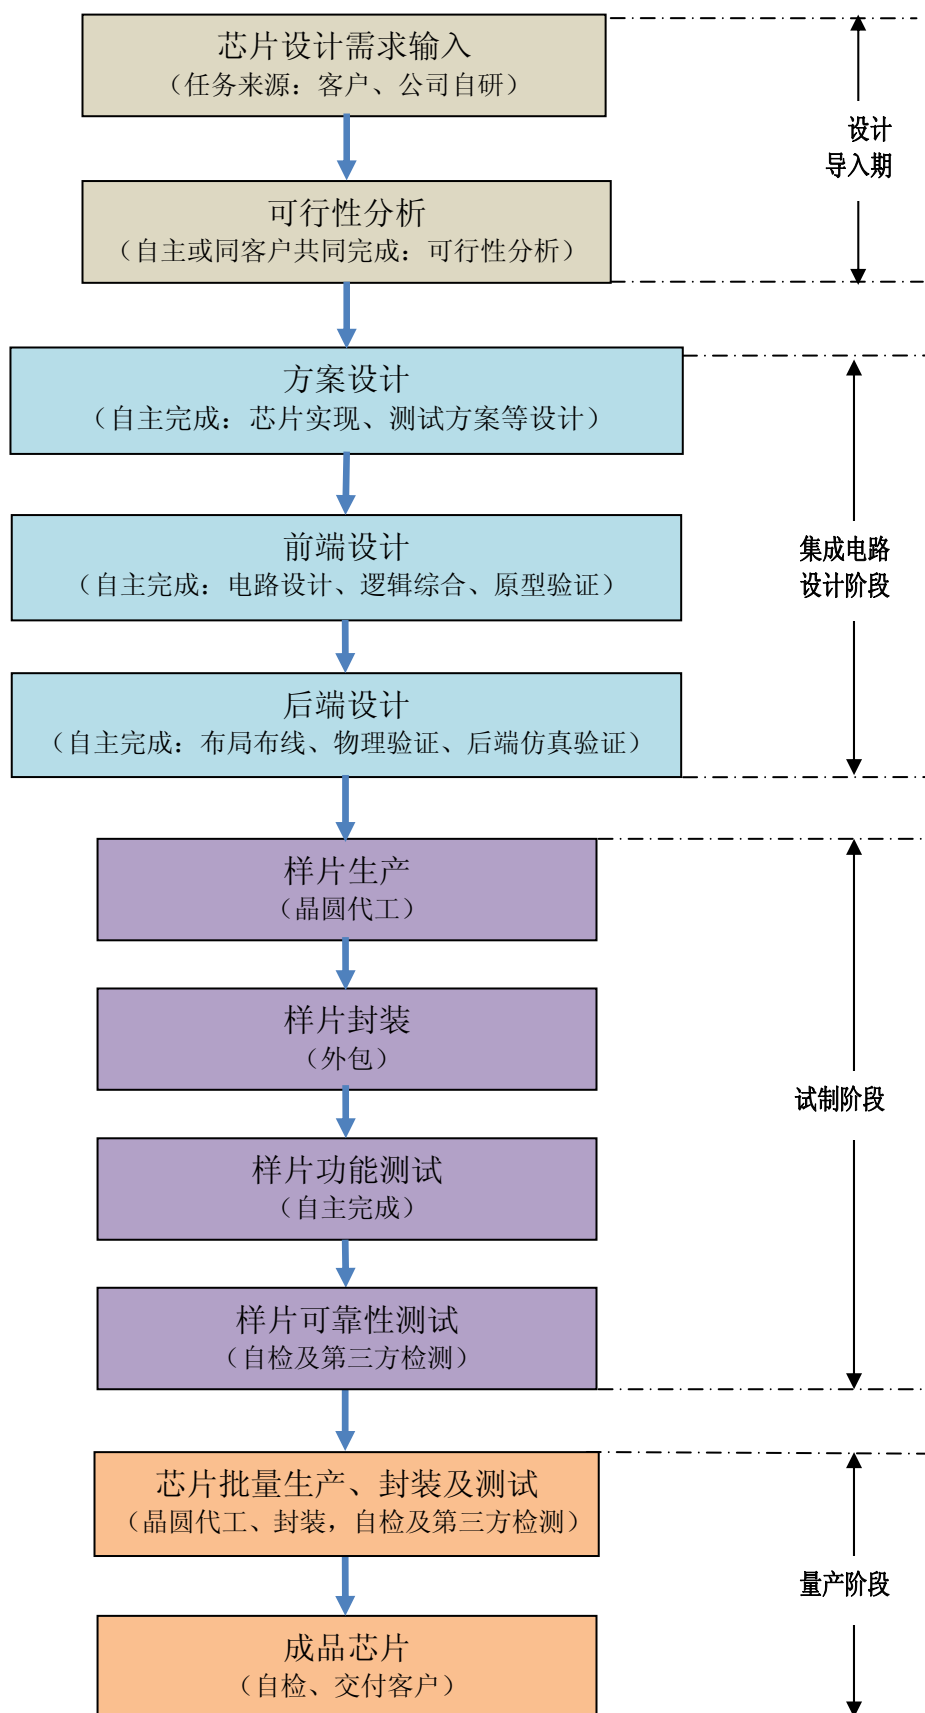 芯片设计需求输入
（任务来源：客户、公司自研）
设计
导入期
可行性分析
（自主或同客户共同完成：可行性分析）
方案设计
（自主完成：芯片实现、测试方案等设计）
前端设计
（自主完成：电路设计、逻辑综合、原型验证）
集成电路
设计阶段
后端设计
（自主完成：布局布线、物理验证、后端仿真验证）
样片生产
（晶圆代工）
样片封装
（外包）
试制阶段
样片功能测试
（自主完成）
样片可靠性测试
（自检及第三方检测）
芯片批量生产、封装及测试
（晶圆代工、封装，自检及第三方检测）
量产阶段
成品芯片
（自检、交付客户）